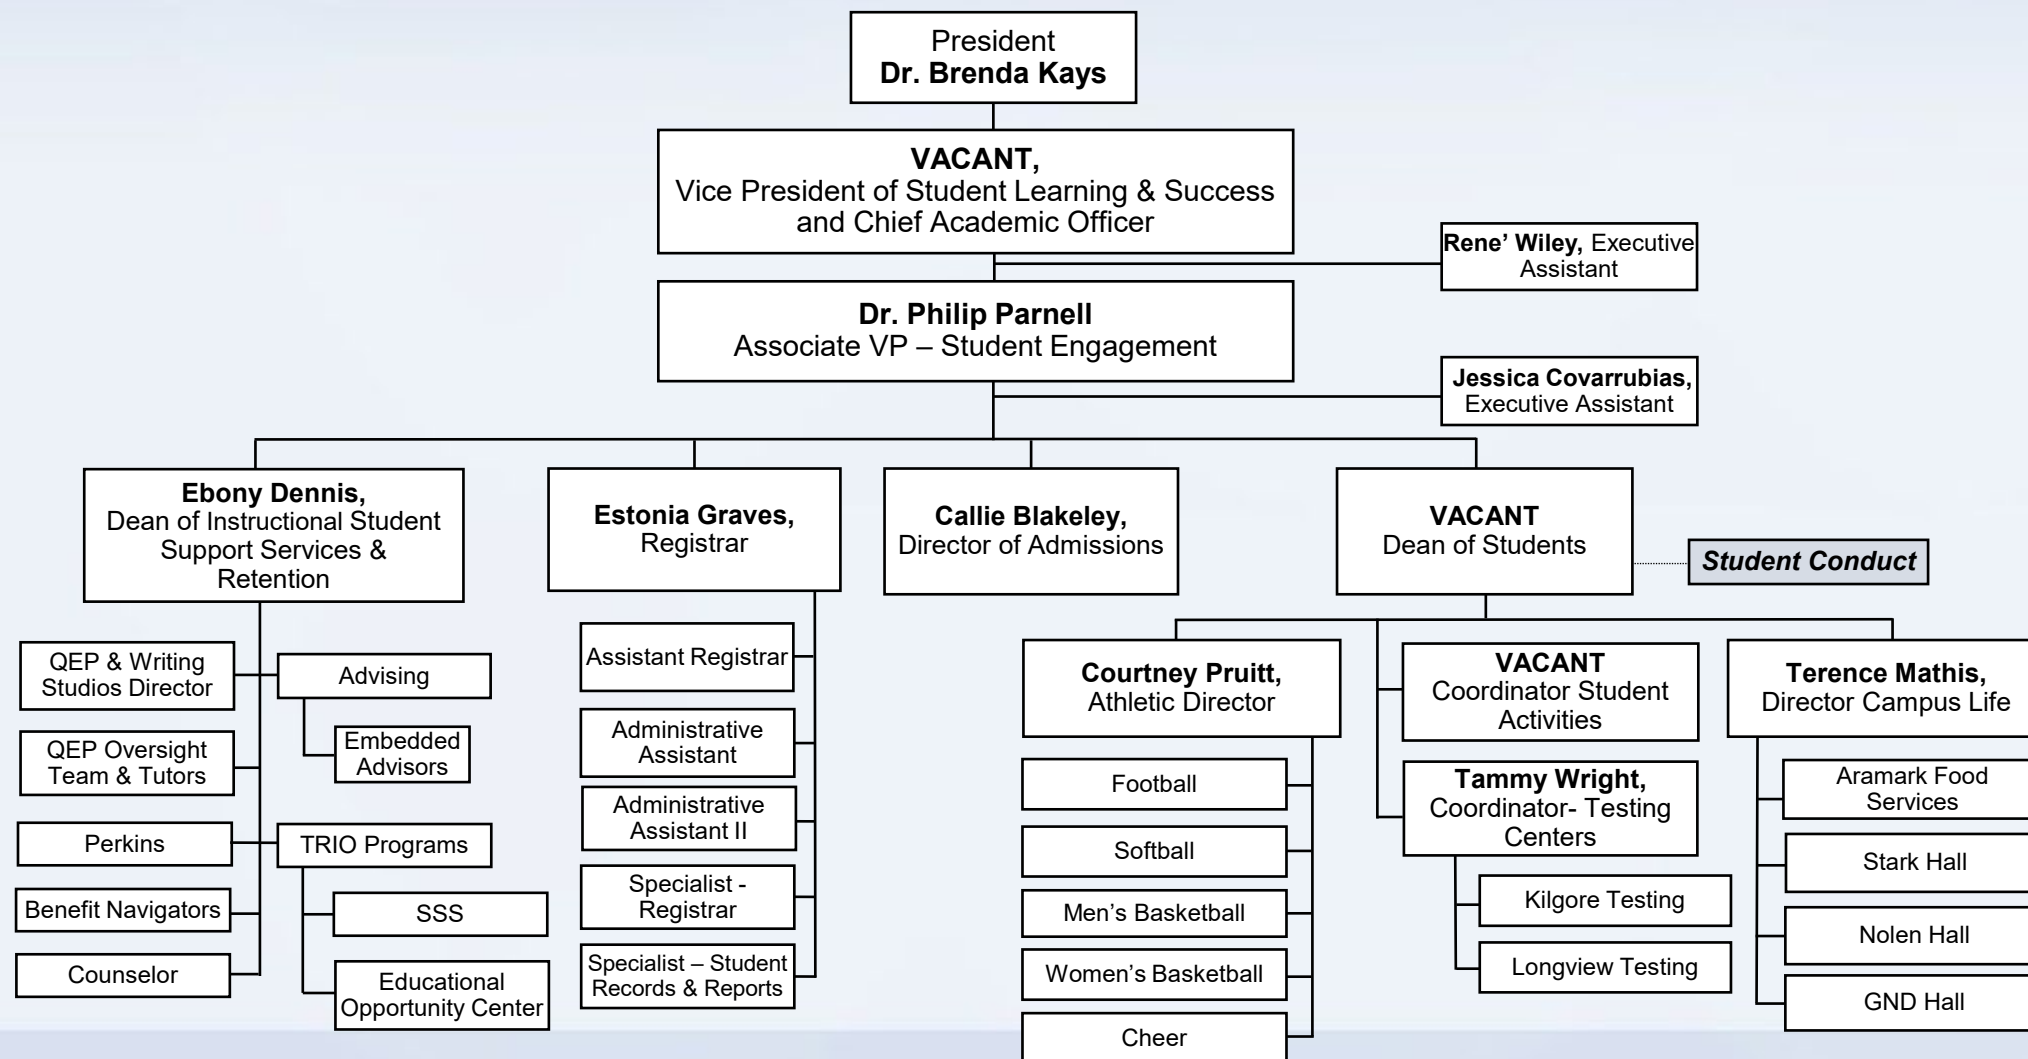 President
Dr. Brenda Kays
VACANT,
Vice President of Student Learning & Success
and Chief Academic Officer
Rene’ Wiley, Executive
Assistant
Dr. Philip Parnell
Associate VP – Student Engagement
Jessica Covarrubias,
Executive Assistant
Ebony Dennis,
Dean of Instructional Student
Support Services &
Retention
Estonia Graves,
Registrar
Callie Blakeley,
Director of Admissions
VACANT
Dean of Students
Student Conduct
QEP & Writing
Studios Director
QEP Oversight
Team & Tutors
Perkins
Benefit Navigators
Counselor
Advising
Embedded
Advisors
TRIO Programs
SSS
Educational
Opportunity Center
Assistant Registrar
Administrative
Assistant
Administrative
Assistant II
Specialist -
Registrar
Specialist – Student
Records & Reports
Courtney Pruitt,
Athletic Director
Football
Softball
Men’s Basketball
Women’s Basketball
Cheer
VACANT
Coordinator Student
Activities
Tammy Wright,
Coordinator- Testing
Centers
Kilgore Testing
Longview Testing
Terence Mathis,
Director Campus Life
Aramark Food
Services
Stark Hall
Nolen Hall
GND Hall